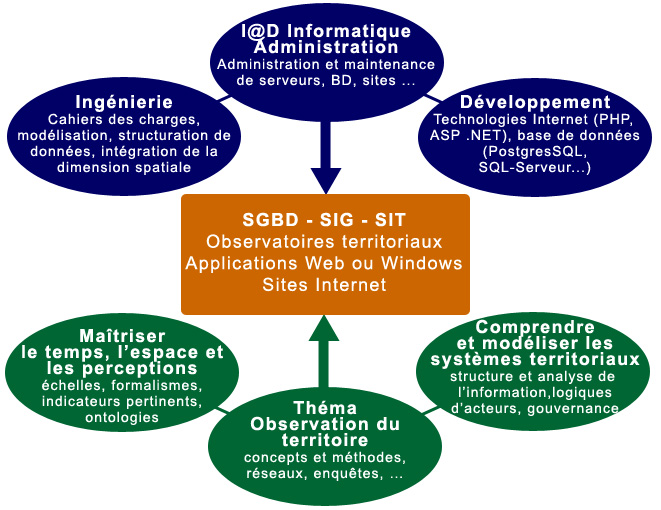 I@D Informatique
Administration
Administration et maintenance
de serveurs, BD, sites ...
Ingénierie
Cahiers des charges,
modélisation, structuration de
données, intégration de la
dimension spatiale
Développement
Technologies Internet (PHP,
ASP .NET), base de données
(PostgresSQL,
SQL-Serveur...)
SGBD - SIG - SIT
Observatoires territoriaux
Applications Web ou Windows
Sites Internet
Maîtriser
le temps, l'espace et
les perceptions
échelles, formalismes,
indicateurs pertinents,
ontologies
Comprendre
et modéliser les
systèmes territoriaux
structure et analyse de
l'information,logiques
d'acteurs, gouvernance
Théma
Observation du
territoire
concepts et méthodes,
réseaux, enquêtes, ...